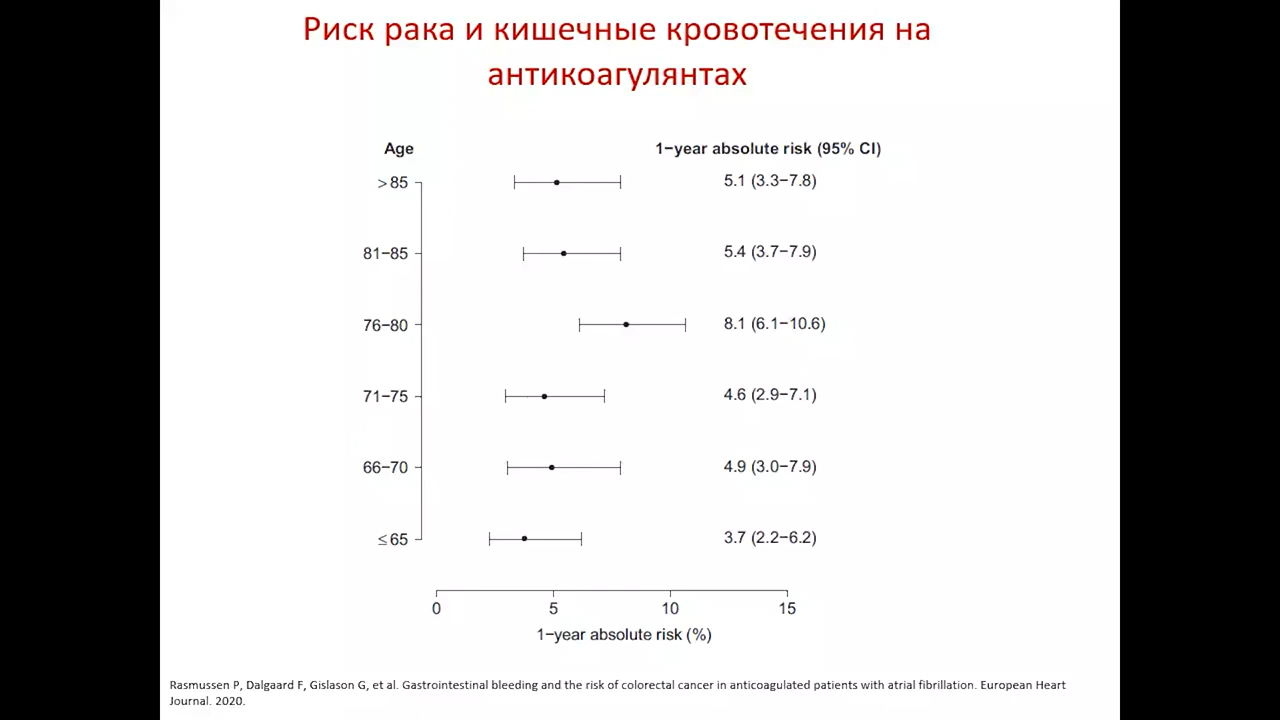 Риск рака и кишечные кровотечения на
антикоагулянтах
Age 1−year absolute risk (95% CI)
>85 5.1 (3.3−7.8)
81−85 5.4 (3.7−7.9)
76−80 8.1 (6.1−10.6)
71−75 4.6 (2.9−7.1)
66−70 4.9 (3.0−7.9)
≤65 3.7 (2.2−6.2)
0 5 10 15
1−year absolute risk (%)
Rasmussen P, Dalgaard F, Gislason G, et al. Gastrointestinal bleeding and the risk of colorectal cancer in anticoagulated patients with atrial fibrillation. European Heart
Journal. 2020.